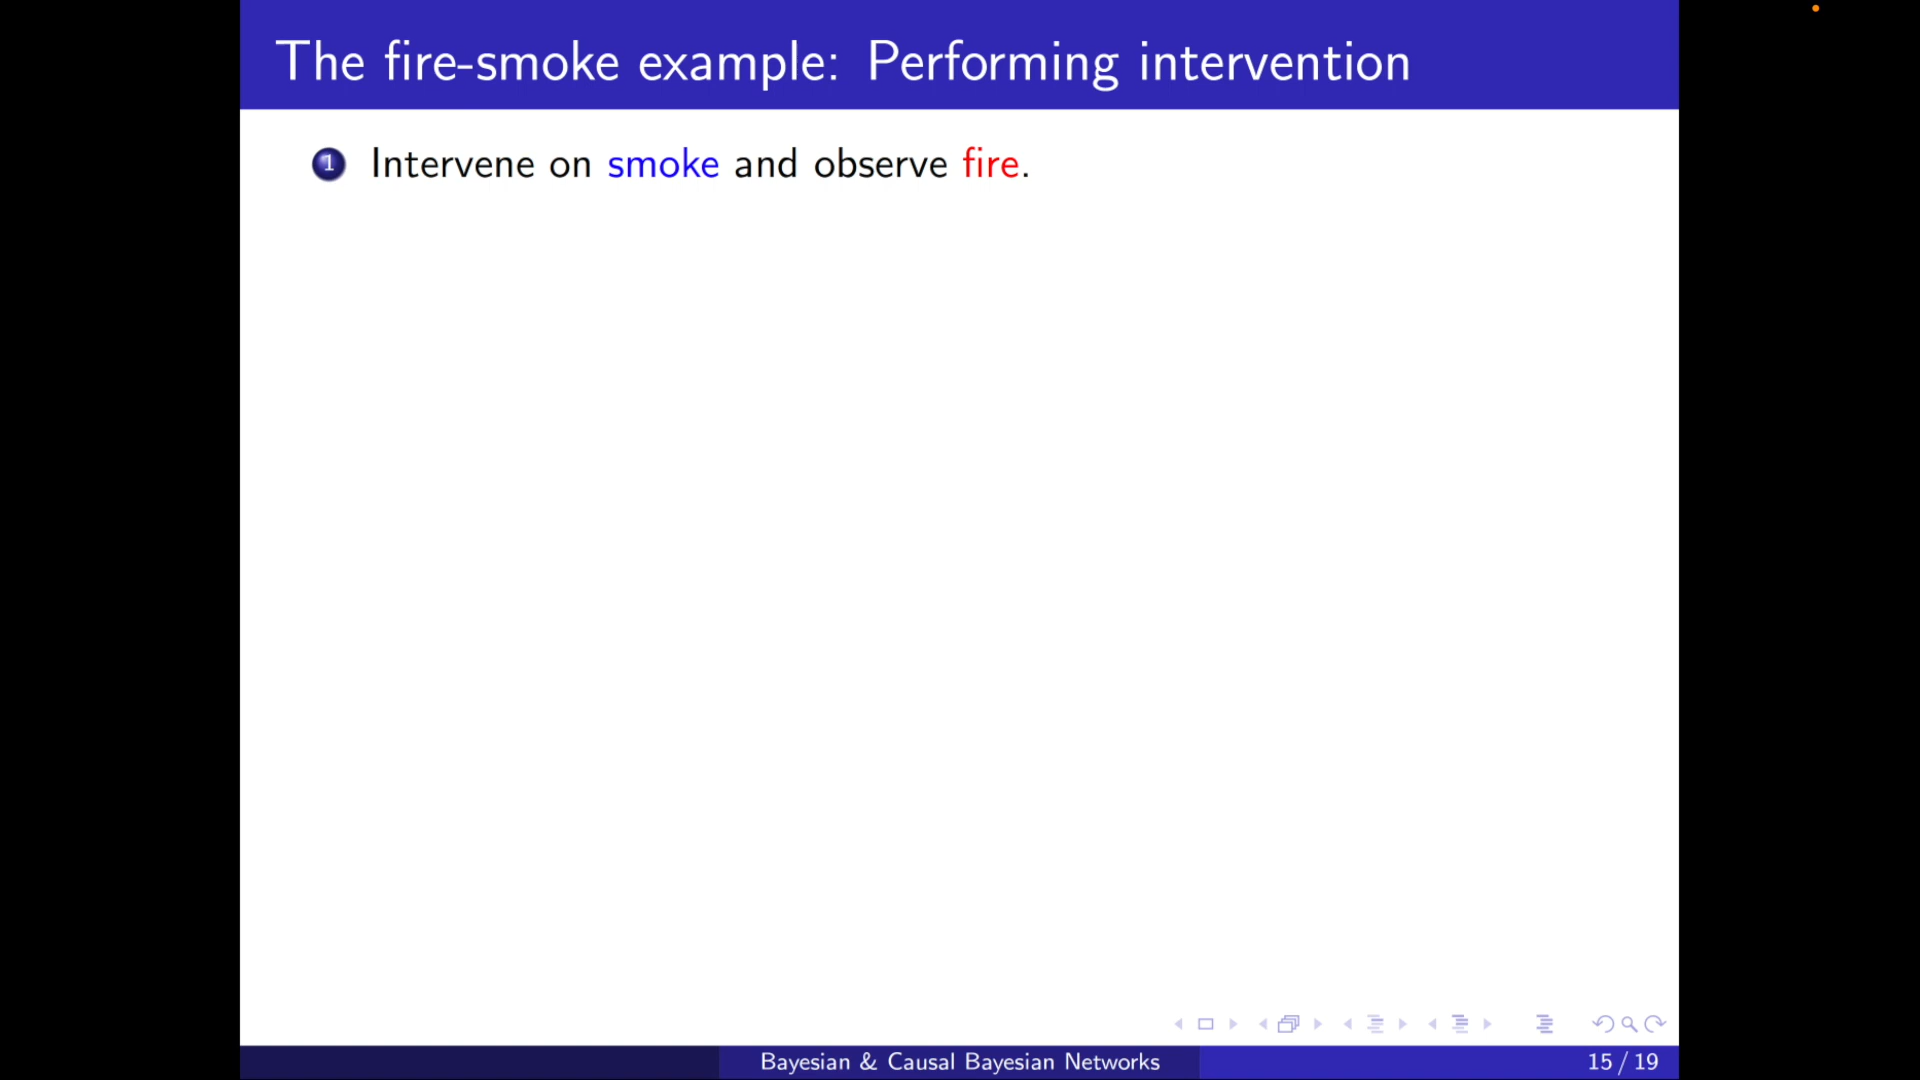 The fire-smoke example: Performing intervention
1 Intervene on smoke and observe fire.
Bayesian & Causal Bayesian Networks
15 / 19